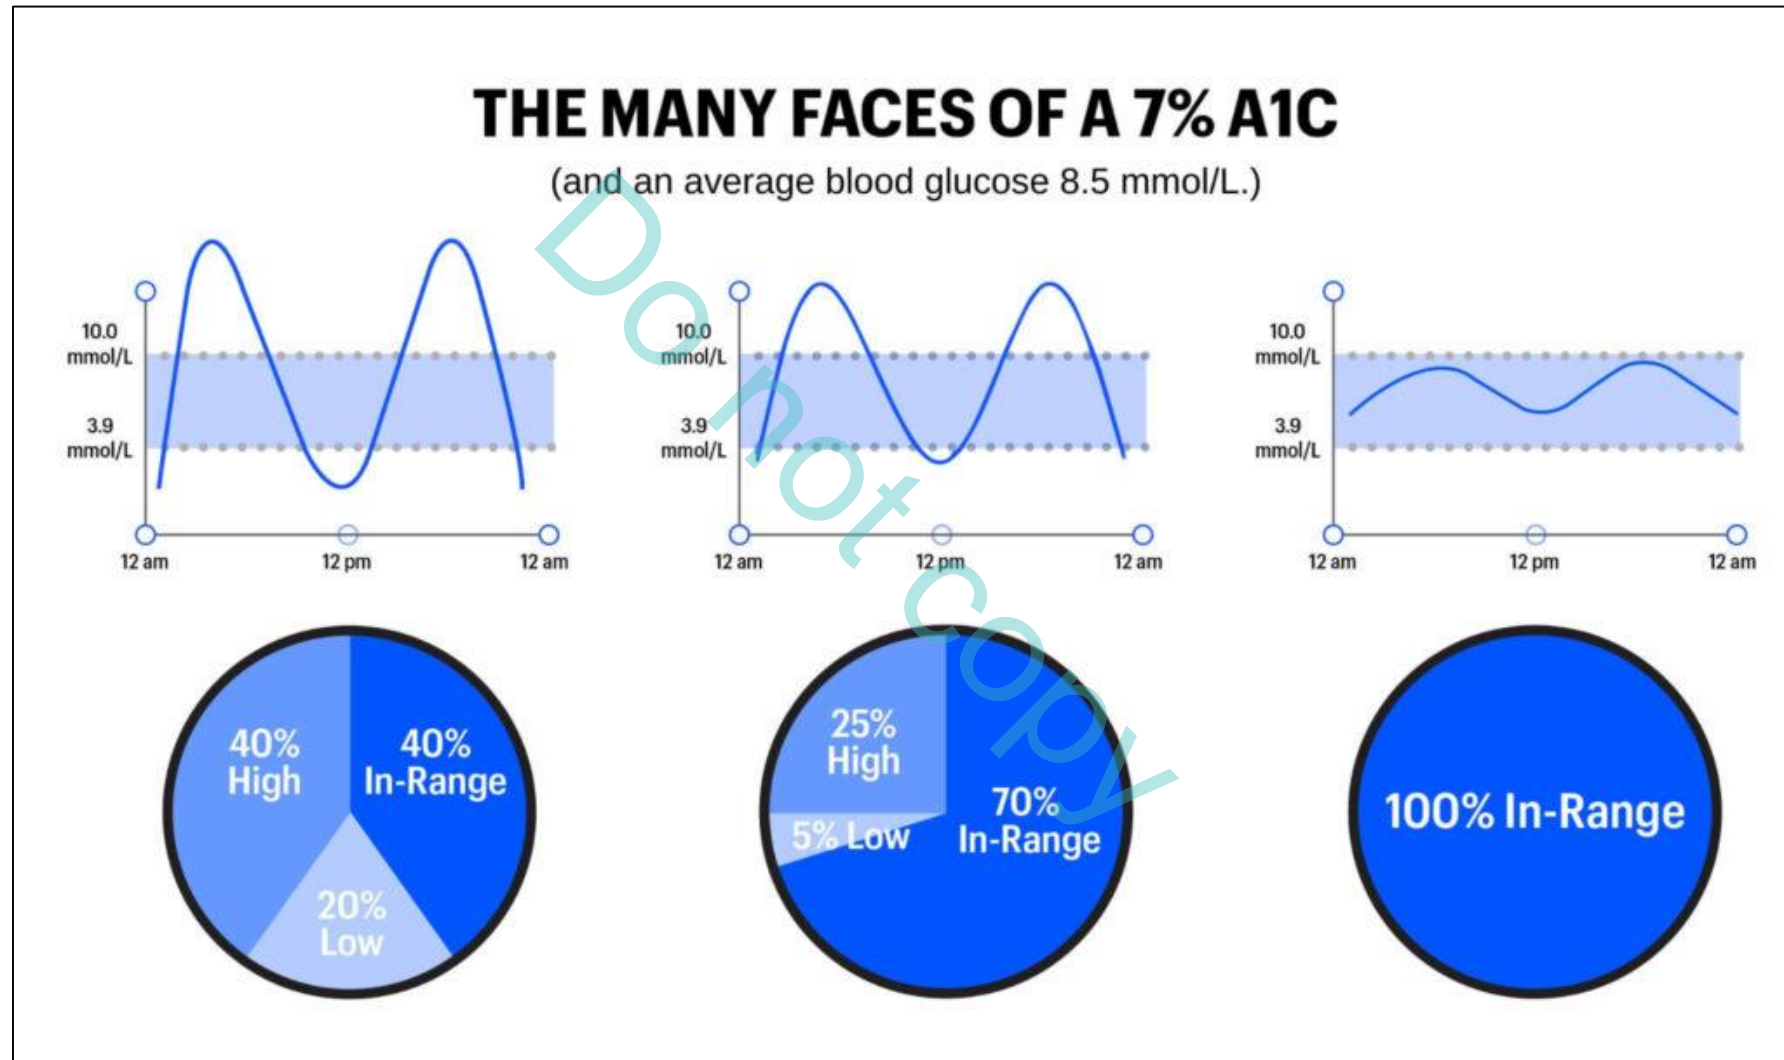 THE MANY FACES OF A 7% A1C
(and an average blood glucose 8.5 mmol/L.)
10.0
mmol/L
3.9
mmol/L
12 am
12 pm
12 am
10.0
mmol/L
3.9
mmol/L
12 am
12 pm
12 am
10.0
mmol/L
3.9
mmol/L
12 am
12 pm
12 am
40%
High
40%
In-Range
20%
Low
25%
High
5% Low
70%
In-Range
100% In-Range
Do not copy